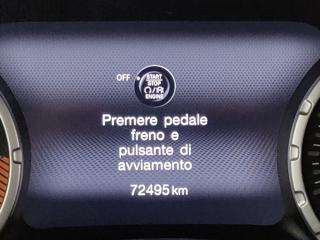 OFF
START
STOP
ENGINE
Premere pedale
freno e
pulsante di
avviamento
72495 km